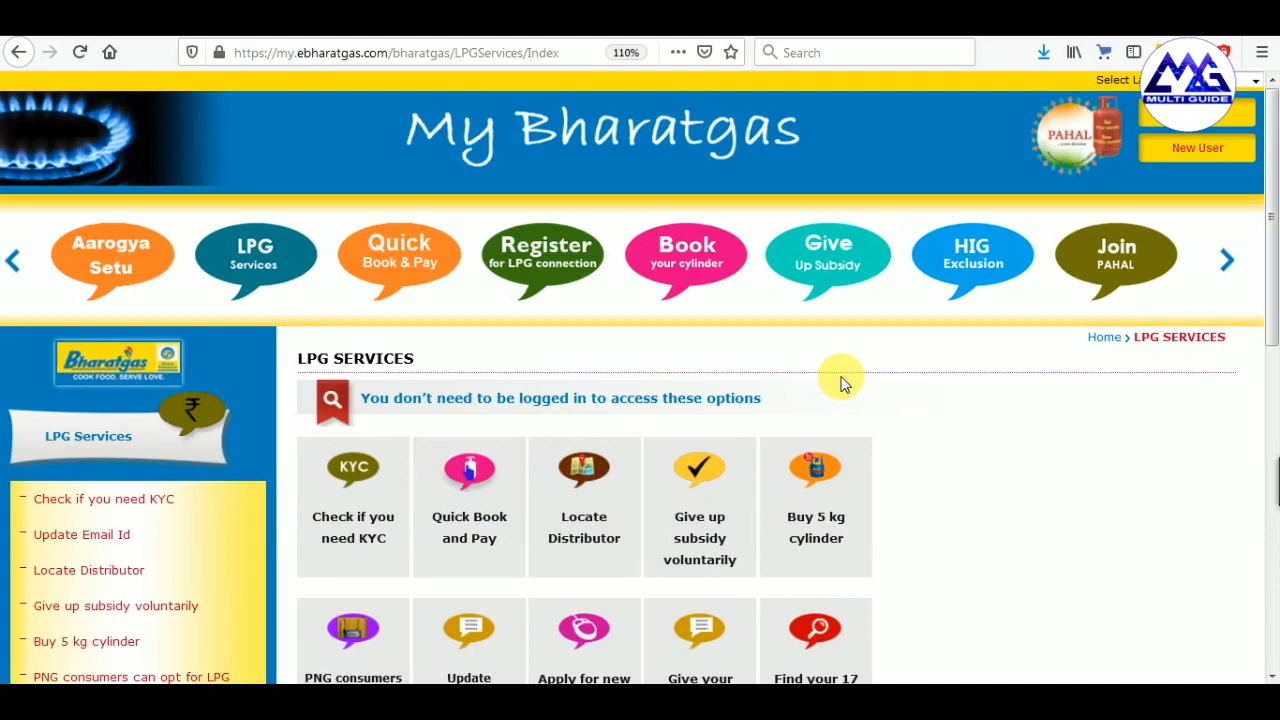 https://my.ebharatgas.com/bharatgas/LPGServices/Index
110%
Search
Select
MG
MULTI GUIDE
My Bharatgas
PAHAL
New User
Aarogya
Setu
LPG
Services
Quick
Book & Pay
Register
for LPG connection
Book
your cylinder
Give
Up Subsidy
HIG
Exclusion
Join
PAHAL
Home › LPG SERVICES
Bharatgas
COOK FOOD. SERVE LOVE.
₹
LPG Services
Check if you need KYC
Update Email Id
Locate Distributor
Give up subsidy voluntarily
Buy 5 kg cylinder
PNG consumers can opt for LPG
LPG SERVICES
You don't need to be logged in to access these options
KYC
Check if you
need KYC
Quick Book
and Pay
Locate
Distributor
Give up
subsidy
voluntarily
Buy 5 kg
cylinder
PNG consumers
Update
Apply for new
Give your
Find your 17